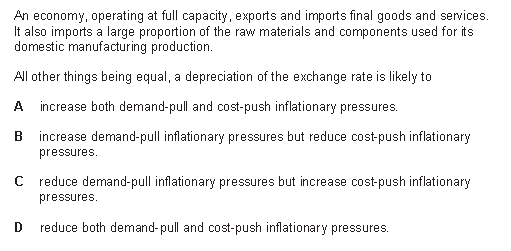 An economy, operating at full capacity, exports and imports final goods and services.
It also imports a large proportion of the raw materials and components used for its
domestic manufacturing production.
All other things being equal, a depreciation of the exchange rate is likely to
A increase both demand-pull and cost-push inflationary pressures.
B increase demand-pull inflationary pressures but reduce cost-push inflationary
pressures.
C reduce demand-pull inflationary pressures but increase cost-push inflationary
pressures.
D reduce both demand-pull and cost-push inflationary pressures.